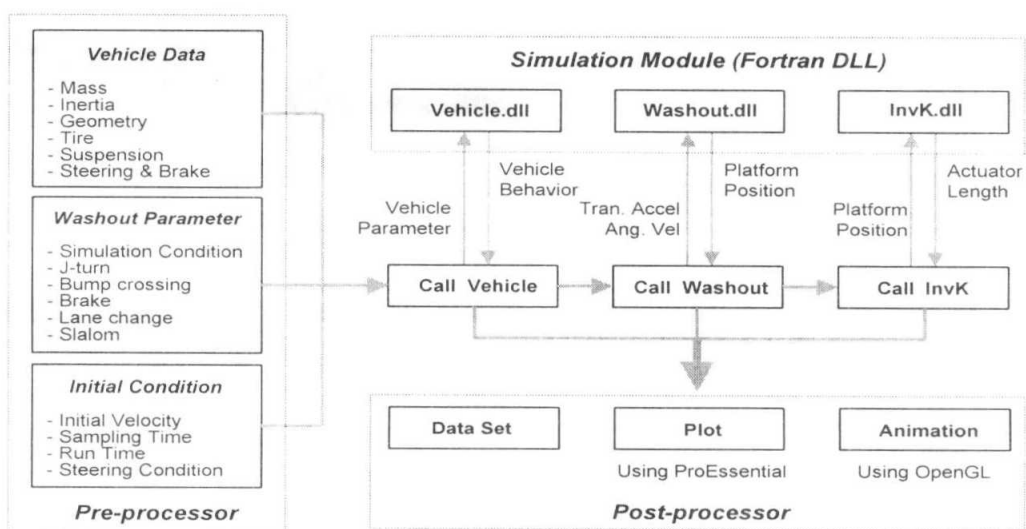 Vehicle Data
- Mass
- Inertia
- Geometry
- Tire
- Suspension
- Steering & Brake
Washout Parameter
- Simulation Condition
- J-turn
- Bump crossing
- Brake
- Lane change
- Slalom
Initial Condition
- Initial Velocity
- Sampling Time
- Run Time
- Steering Condition
Pre-processor
Simulation Module (Fortran DLL)
Vehicle.dll
Washout.dll
InvK.dll
Vehicle
Parameter
Vehicle
Behavior
Tran. Accel
Ang. Vel
Platform
Position
Platform
Position
Actuator
Length
Call Vehicle
Call Washout
Call InvK
Data Set
Plot
Animation
Using ProEssential
Using OpenGL
Post-processor